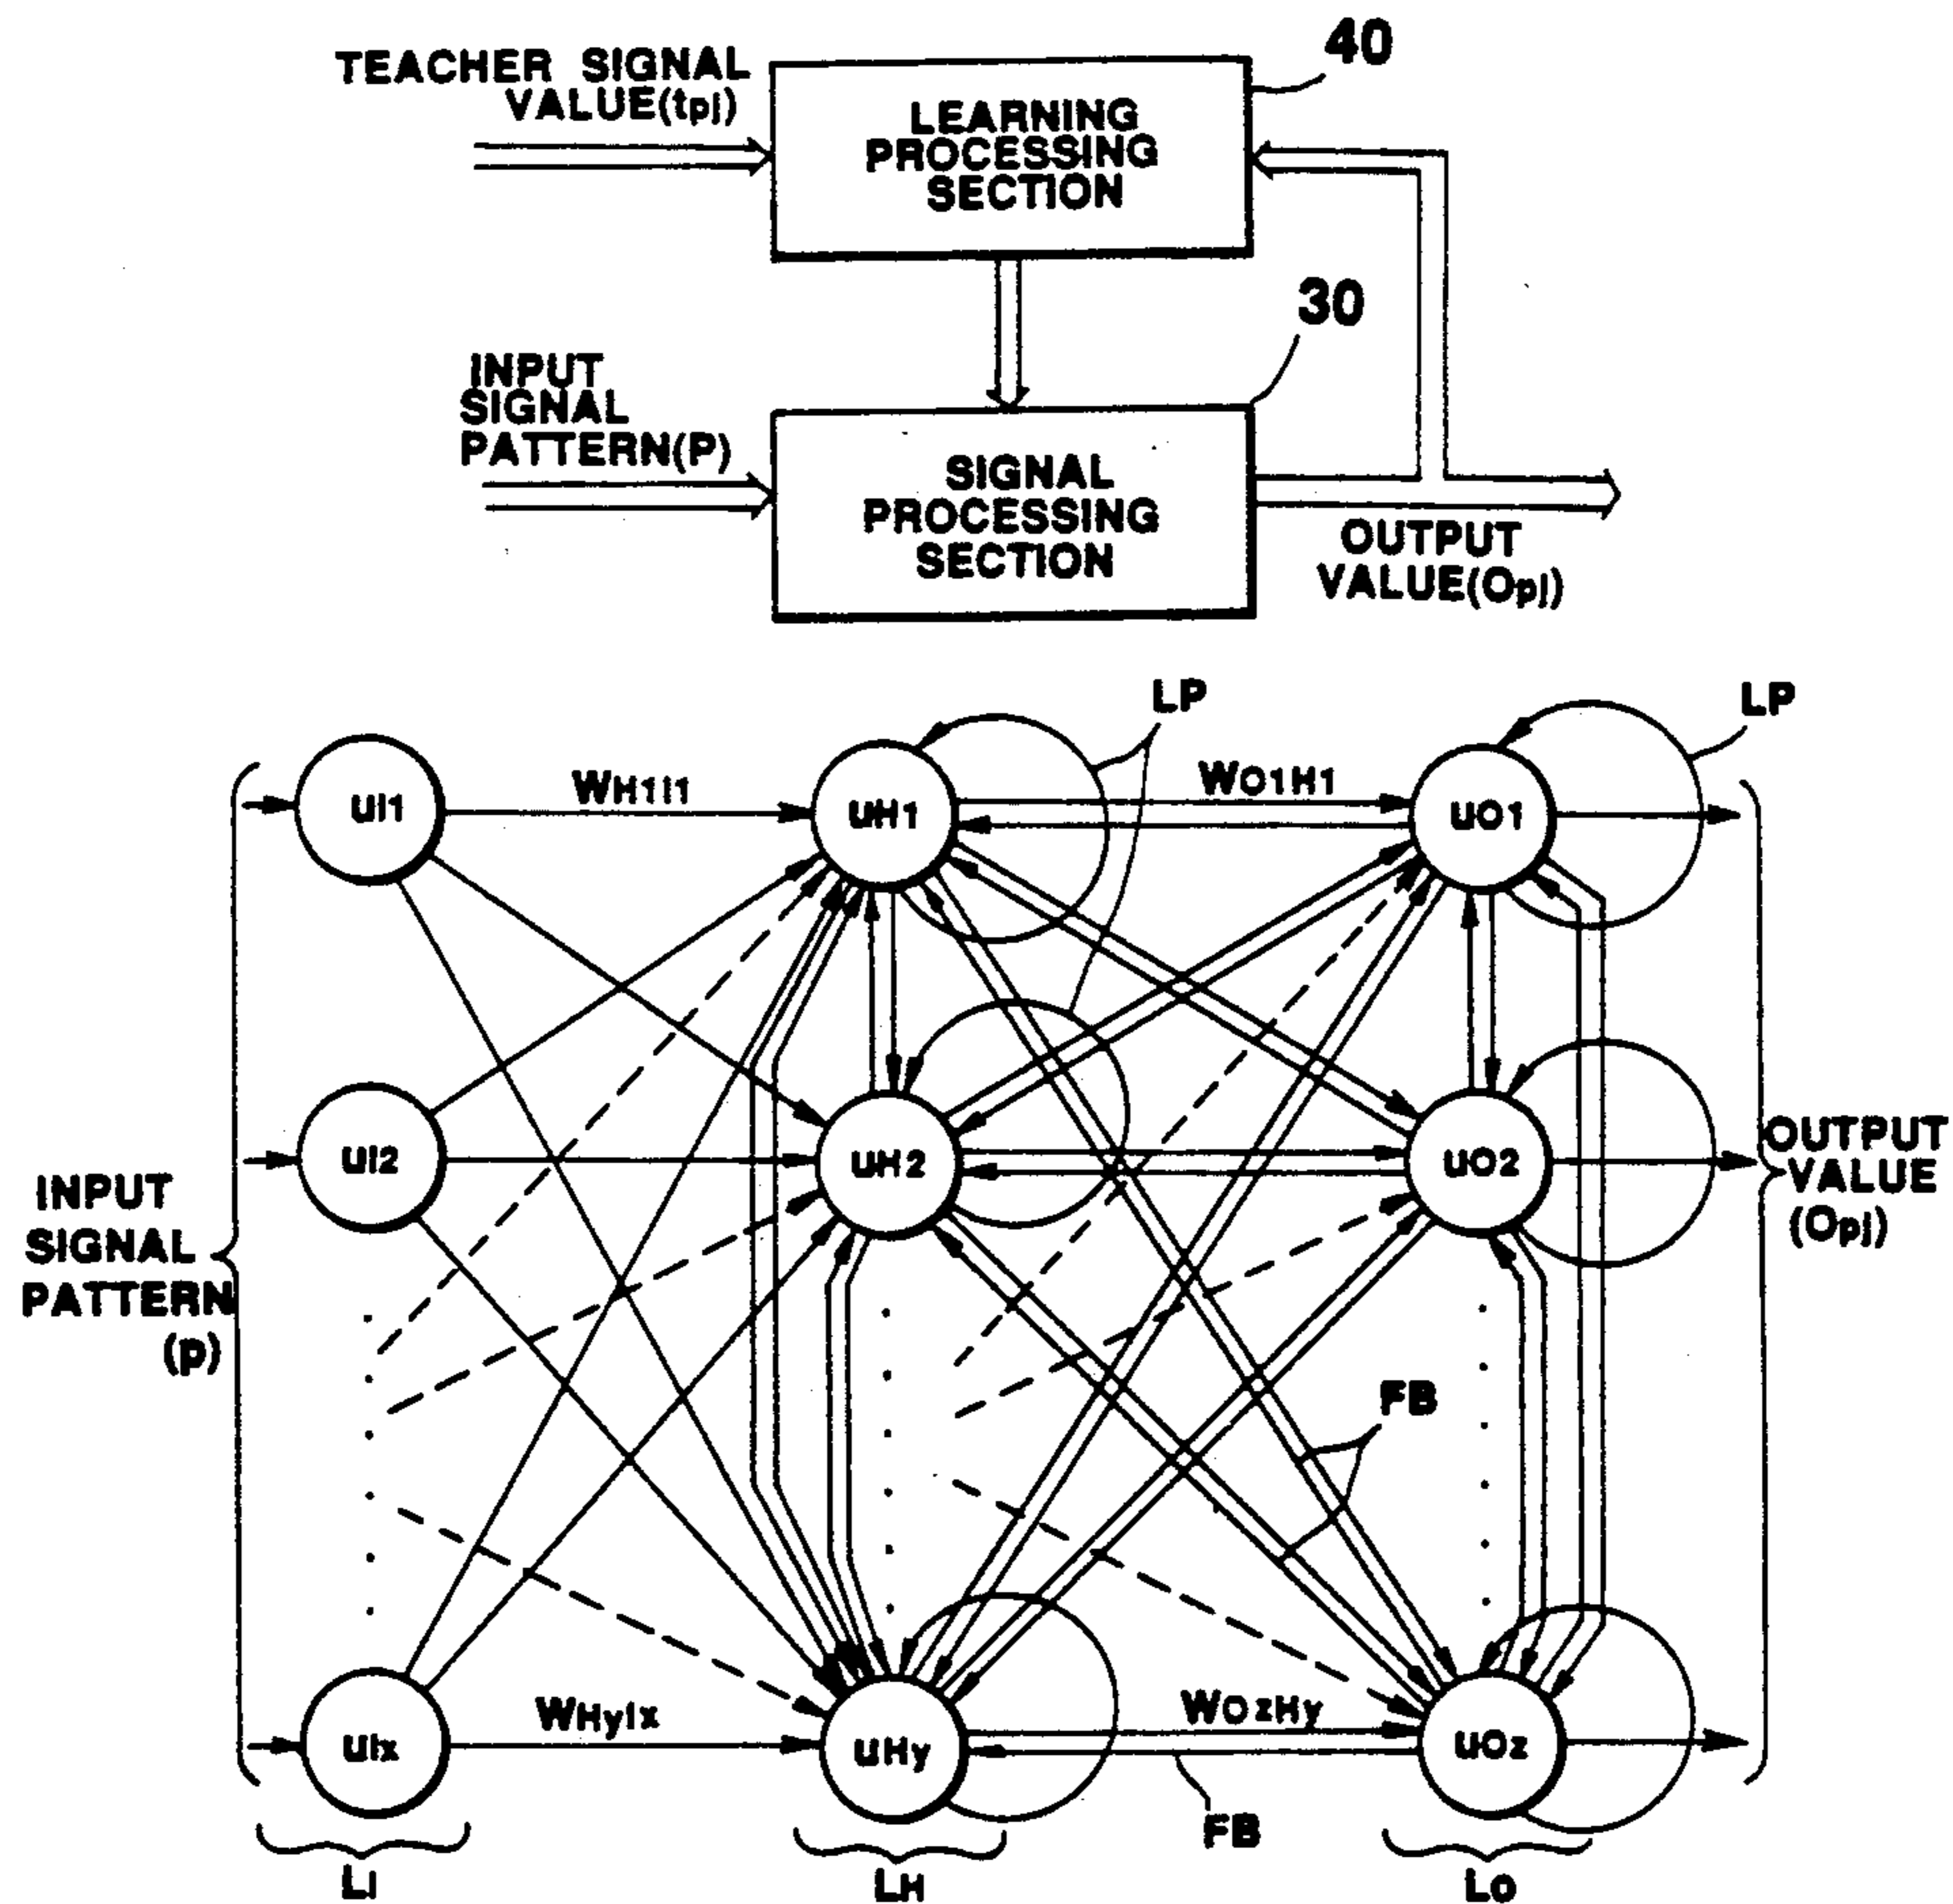 40
TEACHER SIGNAL
VALUE(tpj)
LEARNING
PROCESSING
SECTION
30
INPUT
SIGNAL
PATTERN(P)
SIGNAL
PROCESSING
SECTION
OUTPUT
VALUE(Opj)
LP
LP
uI1
WH1I1
uH1
WO1H1
uO1
uI2
uH2
uO2
OUTPUT
VALUE
(Opj)
INPUT
SIGNAL
PATTERN
(p)
FB
uIx
WHyIx
uHy
WOzHy
uOz
FB
LI
LH
LO